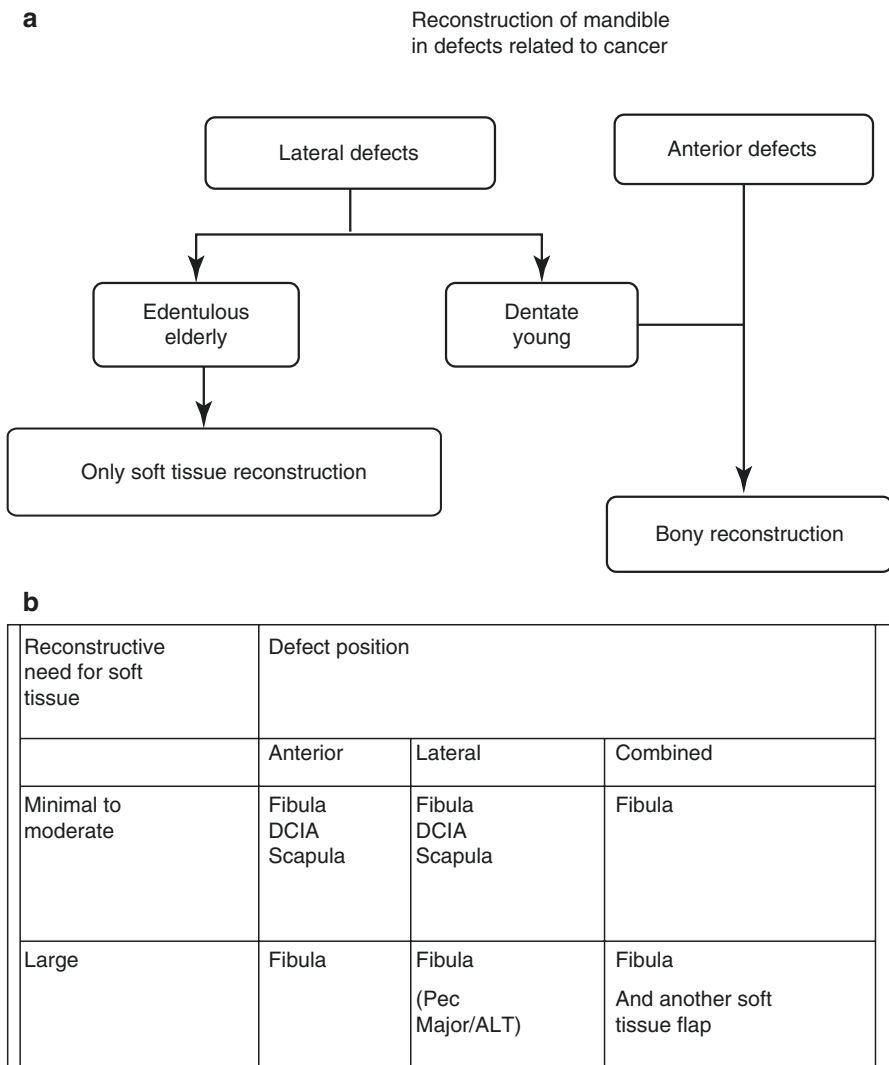 a
Reconstruction of mandible
in defects related to cancer
Lateral defects
Anterior defects
Edentulous
elderly
Dentate
young
Only soft tissue reconstruction
Bony reconstruction
b
Reconstructive
need for soft
tissue
Defect position
Anterior
Lateral
Combined
Minimal to
moderate
Fibula
DCIA
Scapula
Fibula
DCIA
Scapula
Fibula
Large
Fibula
Fibula
(Pec
Major/ALT)
Fibula
And another soft
tissue flap